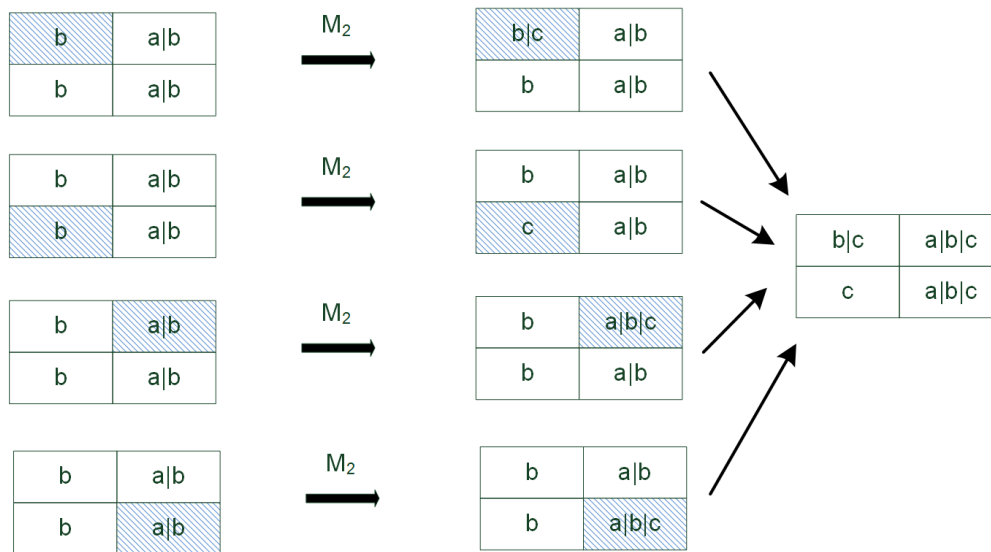 b a|b M₂ b|c a|b
b a|b b a|b
b a|b M₂ b a|b
b a|b c a|b
b|c a|b|c
c a|b|c
b a|b M₂ b a|b|c
b a|b b a|b
b a|b M₂ b a|b
b a|b b a|b|c